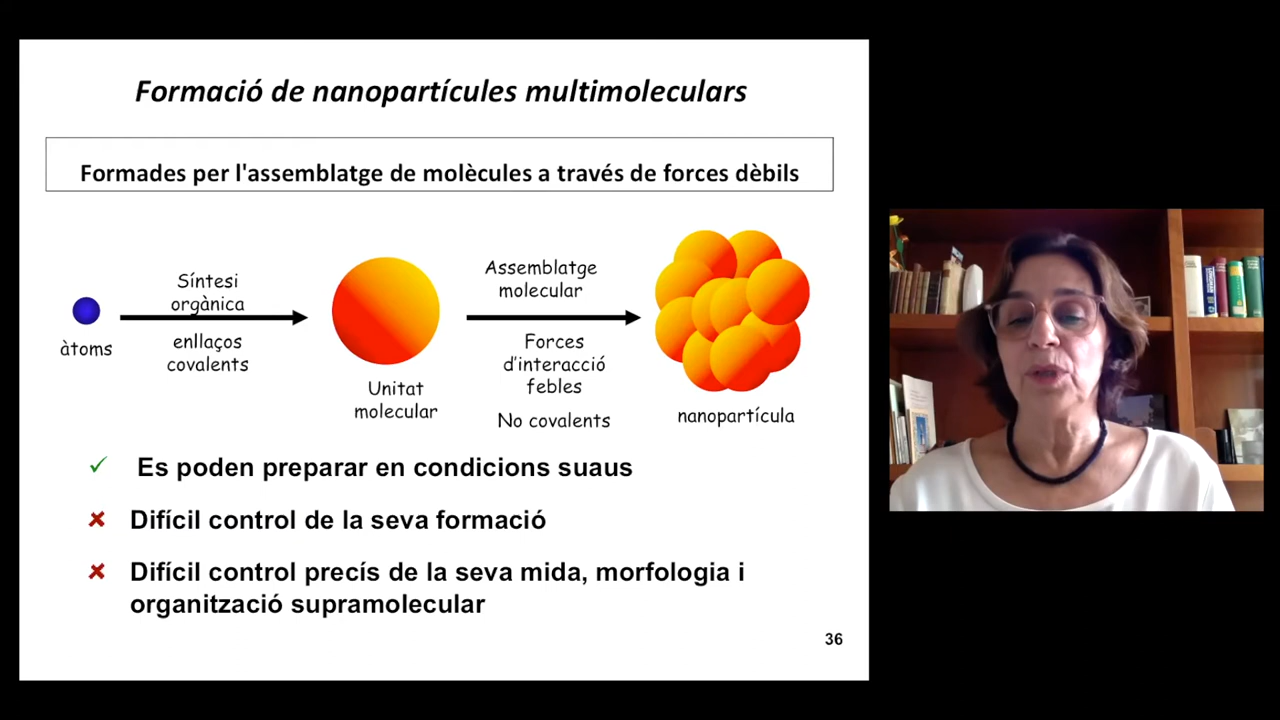 Formació de nanopartícules multimoleculars
Formades per l'assemblatge de molècules a través de forces dèbils
àtoms
Síntesi
orgànica
enllaços
covalents
Unitat
molecular
Assemblatge
molecular
Forces
d'interacció
febles
No covalents
nanopartícula
✓ Es poden preparar en condicions suaus
✗ Difícil control de la seva formació
✗ Difícil control precís de la seva mida, morfologia i
organització supramolecular
36